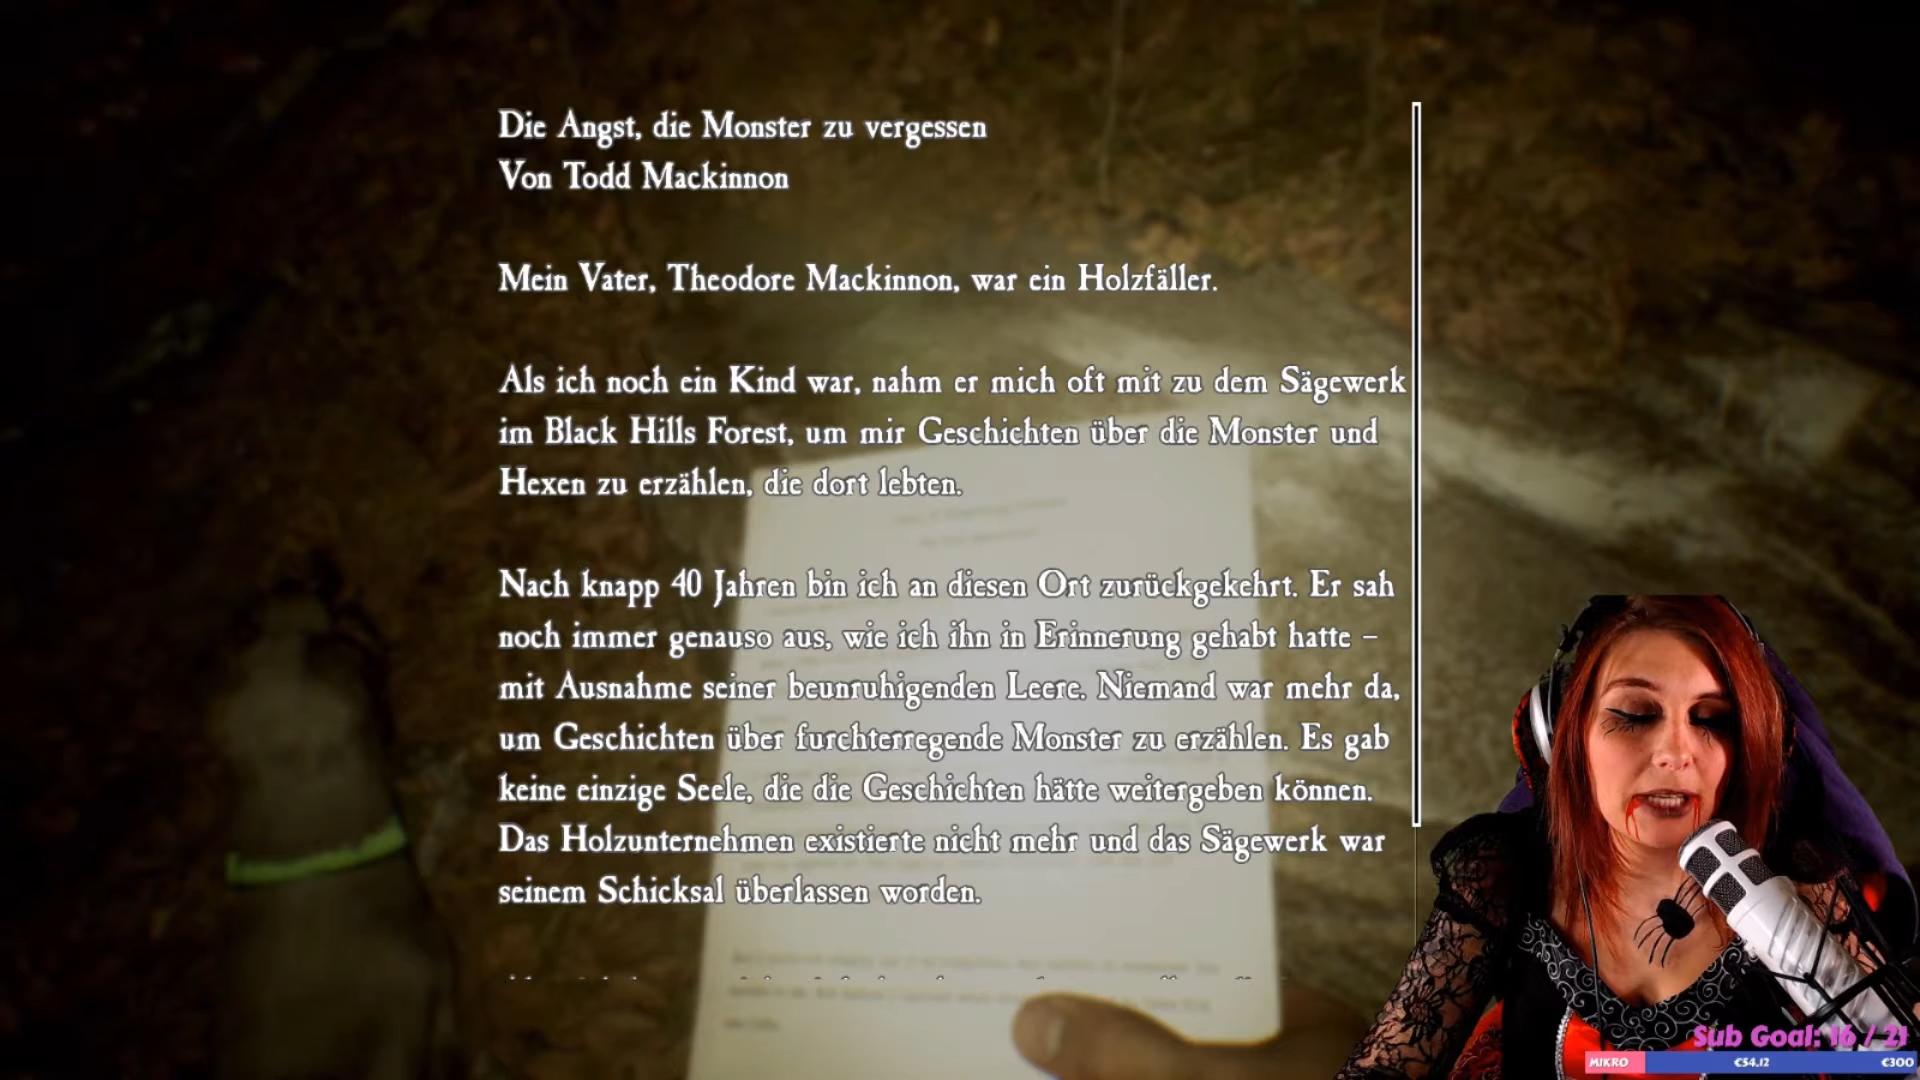 Die Angst, die Monster zu vergessen
Von Todd Mackinnon
Mein Vater, Theodore Mackinnon, war ein Holzfäller.
Als ich noch ein Kind war, nahm er mich oft mit zu dem Sägewerk
im Black Hills Forest, um mir Geschichten über die Monster und
Hexen zu erzählen, die dort lebten.
Nach knapp 40 Jahren bin ich an diesen Ort zurückgekehrt. Er sah
noch immer genauso aus, wie ich ihn in Erinnerung gehabt hatte –
mit Ausnahme seiner beunruhigenden Leere. Niemand war mehr da,
um Geschichten über furchterregende Monster zu erzählen. Es gab
keine einzige Seele, die die Geschichten hätte weitergeben können.
Das Holzunternehmen existierte nicht mehr und das Sägewerk war
seinem Schicksal überlassen worden.
Sub Goal: 16 / 21
MIKRO €54.12 €300